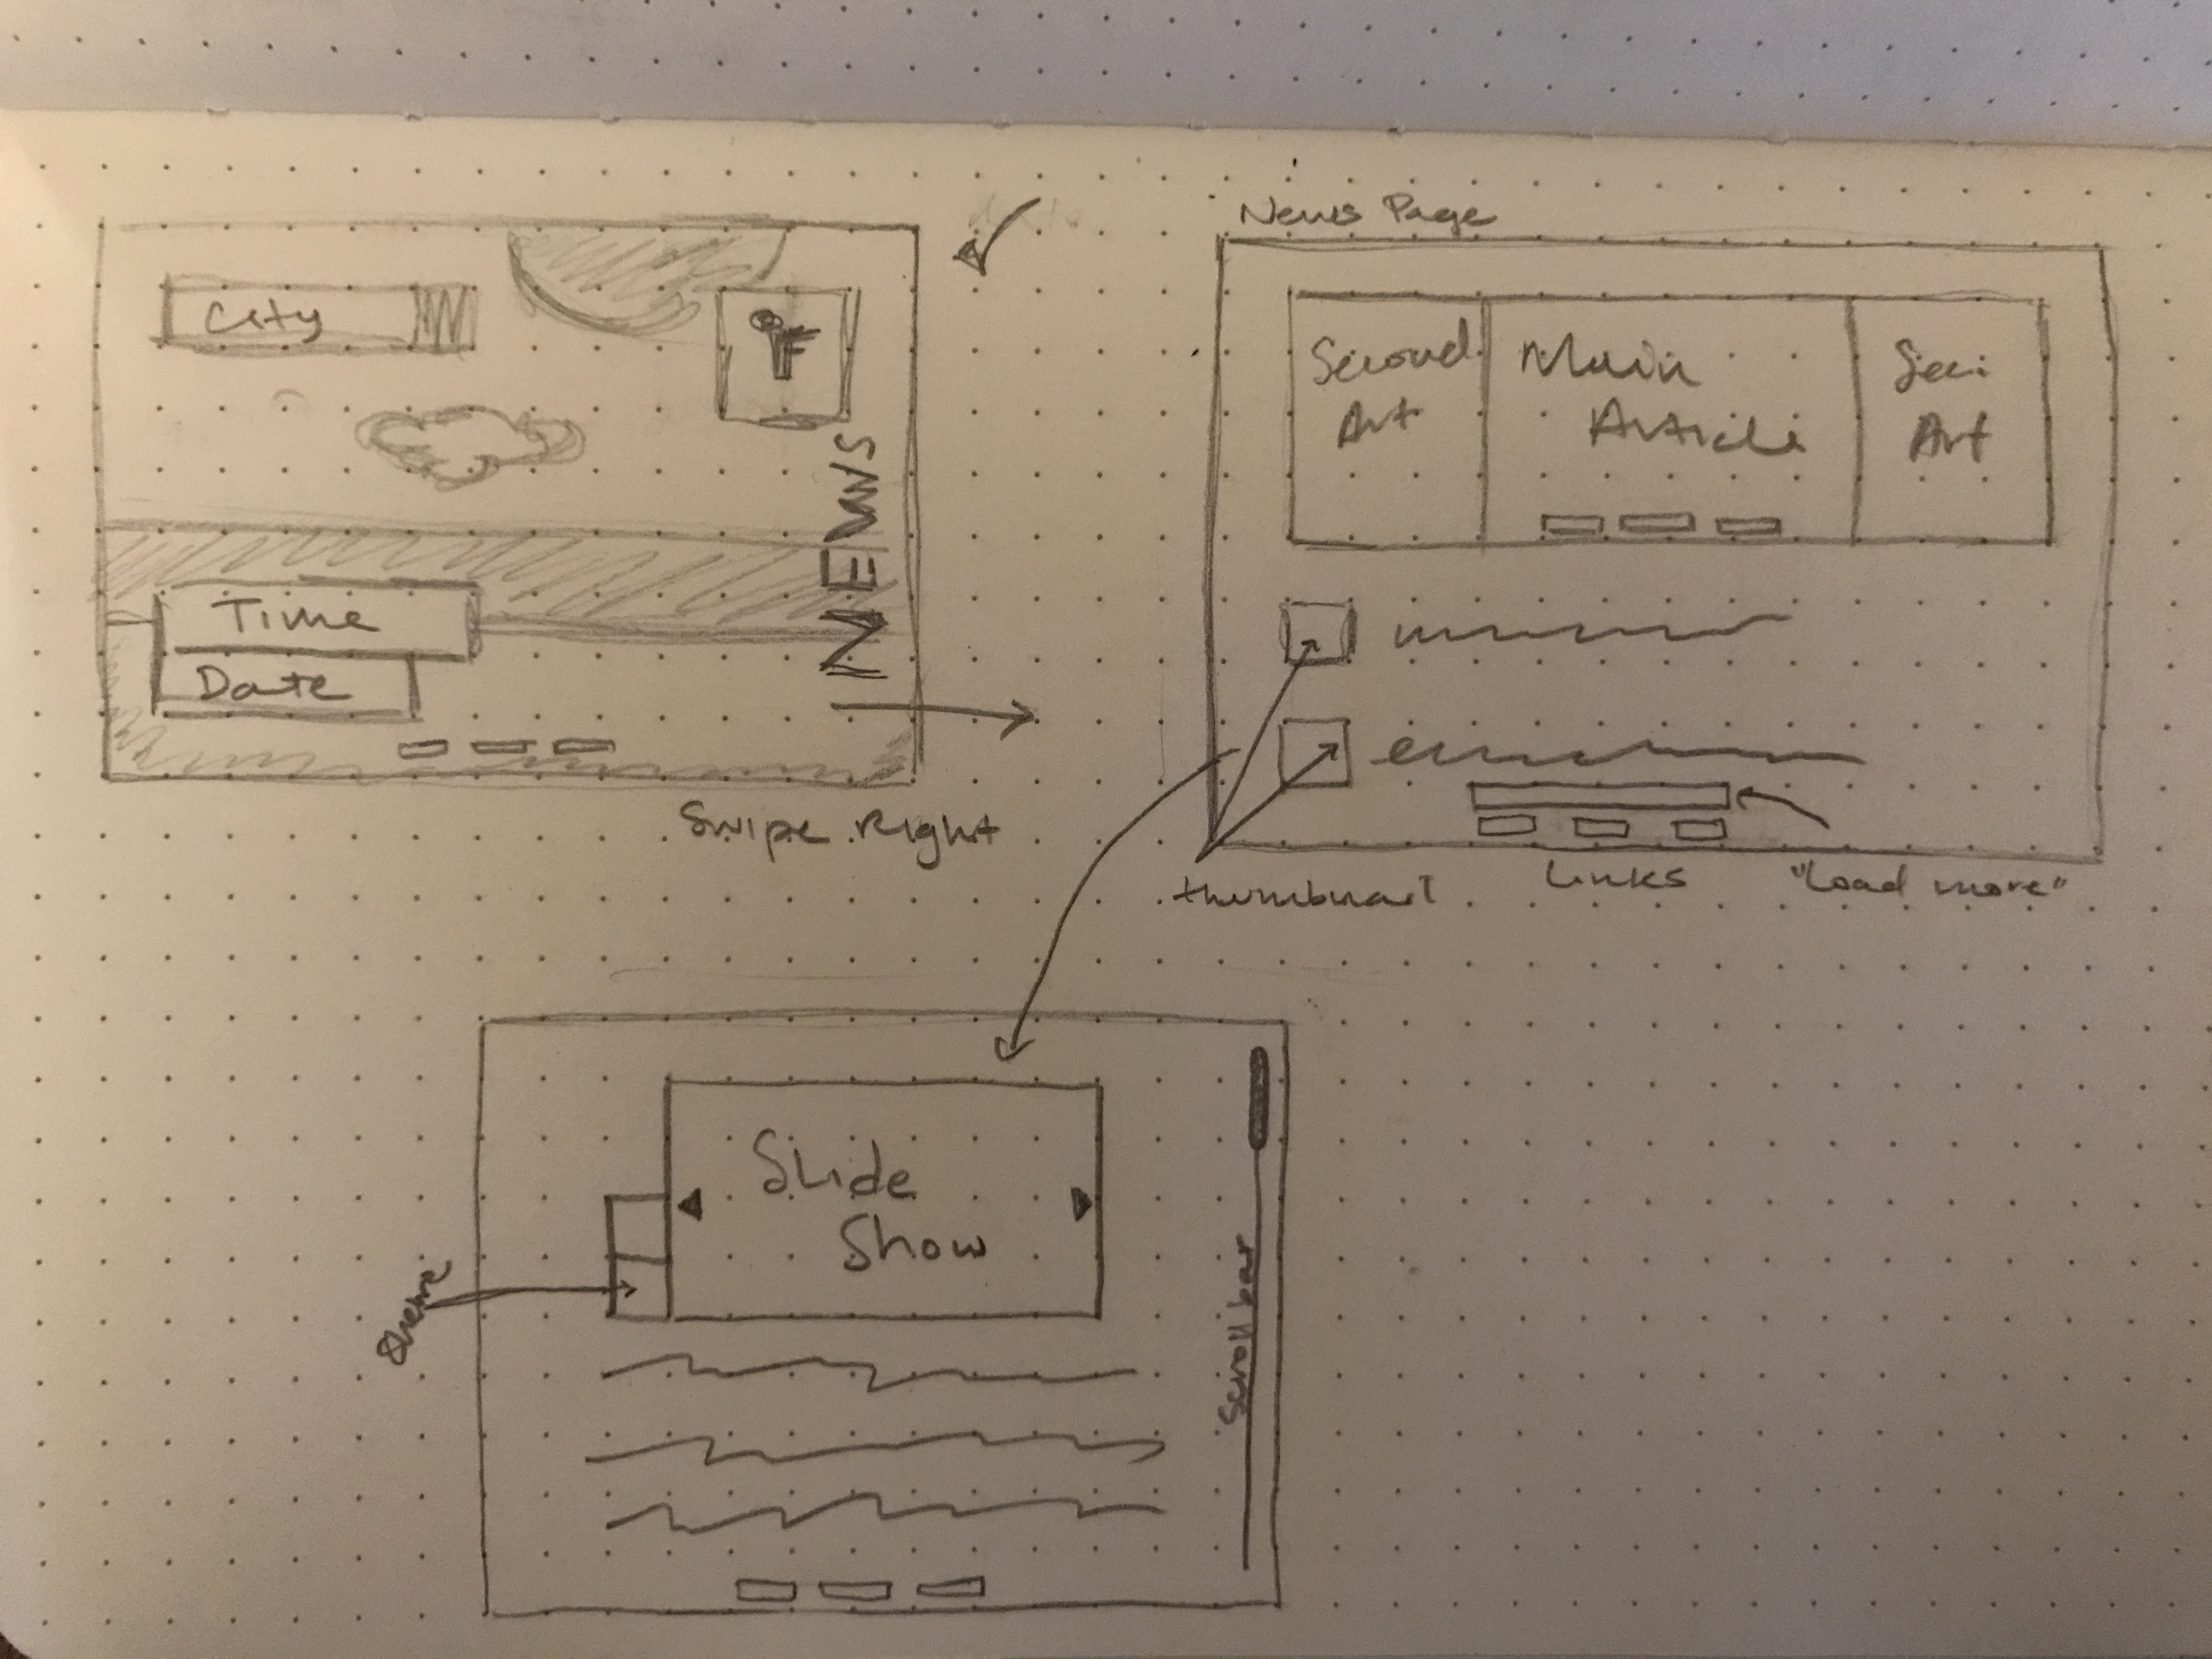 City
Time
Date
NEWS
Swipe Right
News Page
Second
Art
Main
Article
Sec
Art
thumbnail
Links
"Load more"
Share
Slide
Show
Scroll bar